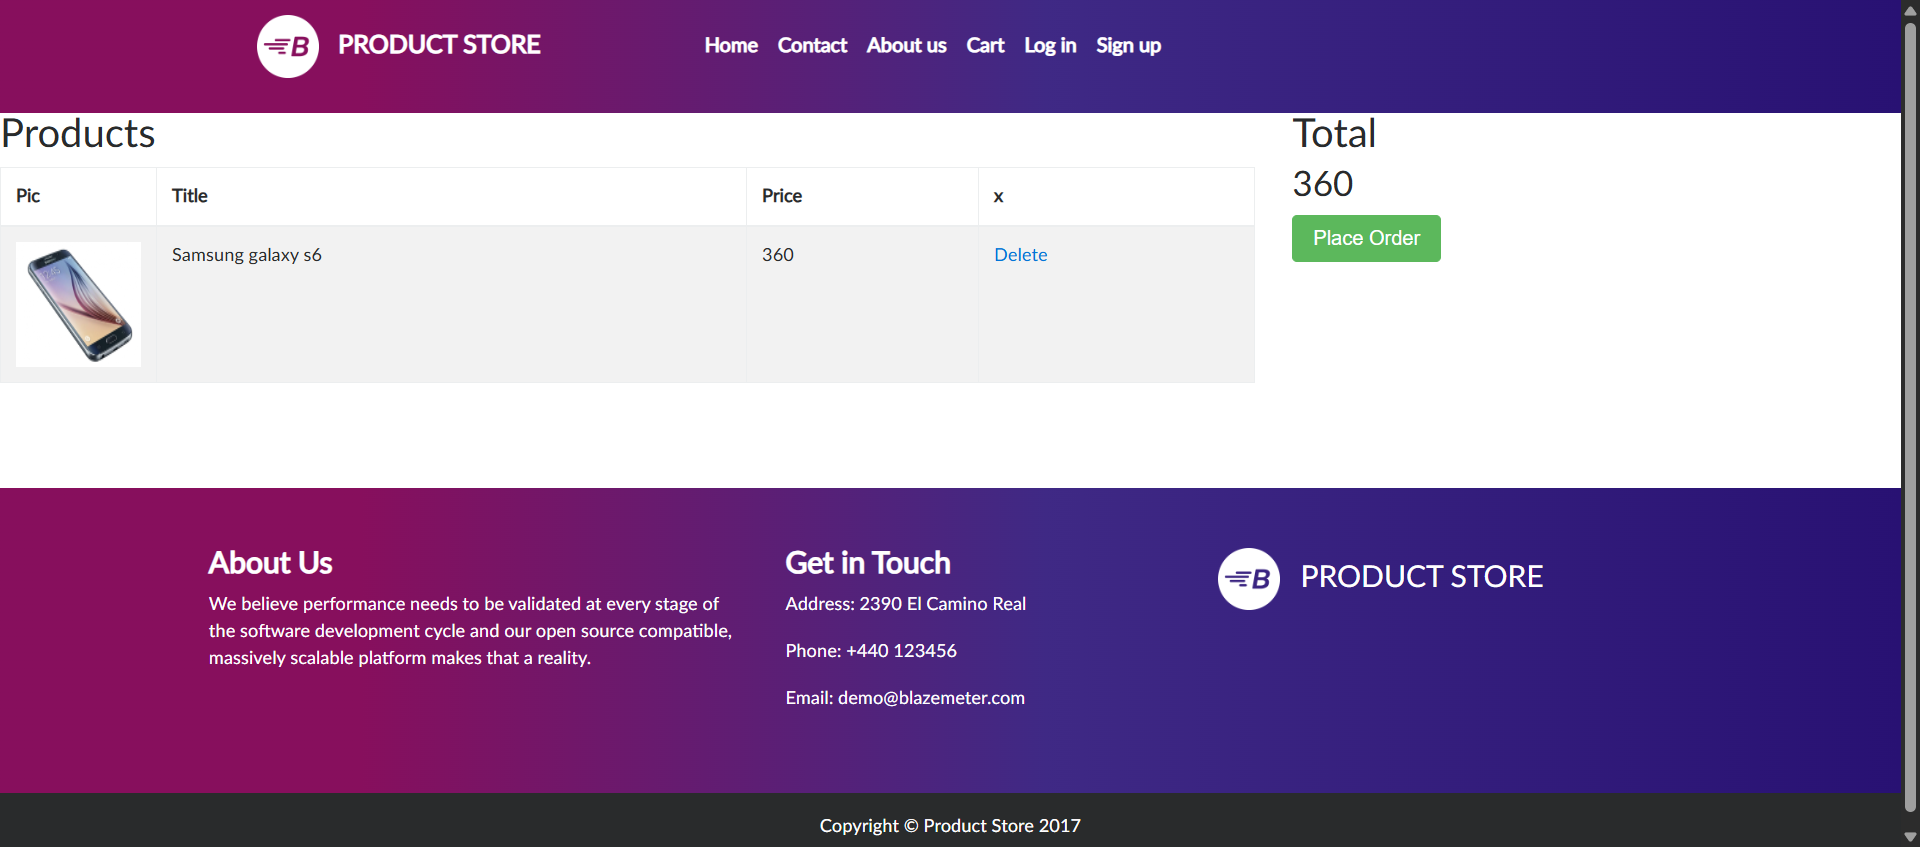 B PRODUCT STORE
Home Contact About us Cart Log in Sign up
Products
Pic Title Price x
Samsung galaxy s6 360 Delete
Total
360
Place Order
About Us
We believe performance needs to be validated at every stage of
the software development cycle and our open source compatible,
massively scalable platform makes that a reality.
Get in Touch
Address: 2390 El Camino Real
Phone: +440 123456
Email: demo@blazemeter.com
B PRODUCT STORE
Copyright © Product Store 2017